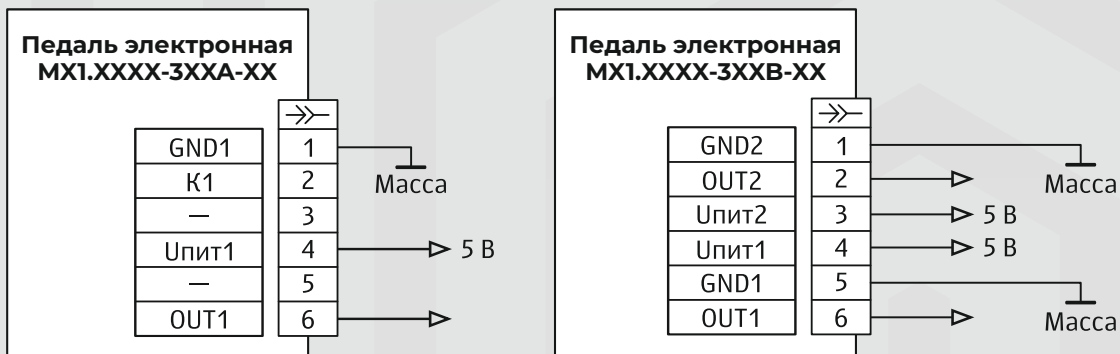 Педаль электронная
МХ1.ХХХХ-3ХХА-ХХ
GND1 1
К1 2 Масса
— 3
Uпит1 4 5 В
— 5
OUT1 6
Педаль электронная
МХ1.ХХХХ-3ХХВ-ХХ
GND2 1
OUT2 2 Масса
Uпит2 3 5 В
Uпит1 4 5 В
GND1 5
OUT1 6 Масса